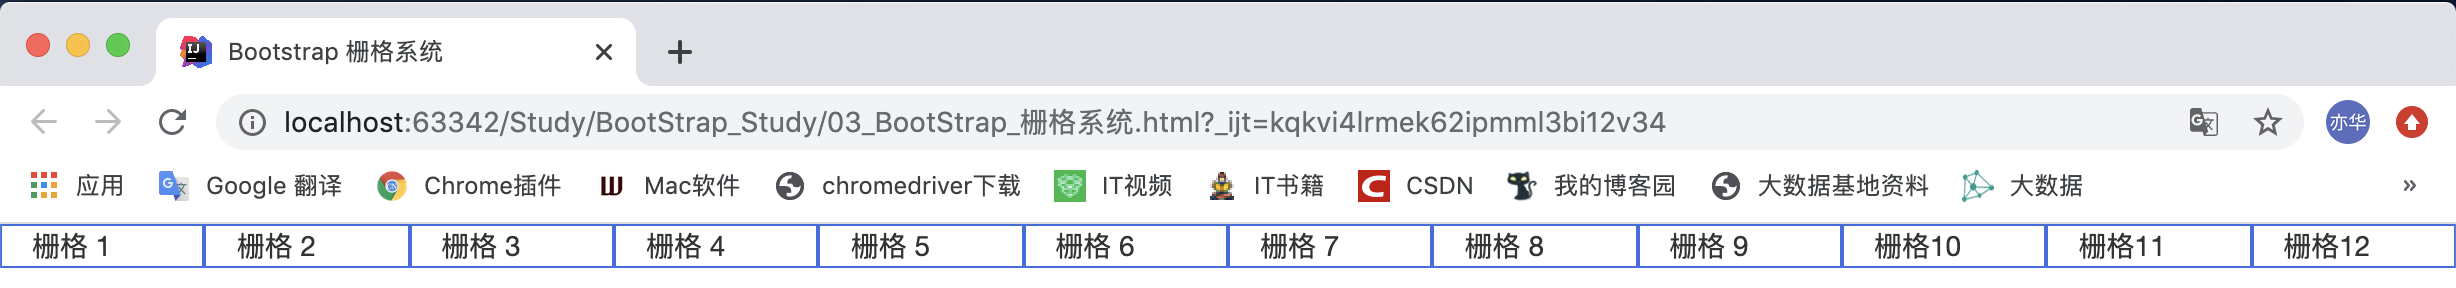 Bootstrap 栅格系统
localhost:63342/Study/BootStrap_Study/03_BootStrap_栅格系统.html?_ijt=kqkvi4lrmek62ipmml3bi12v34 亦华
应用 Google 翻译 Chrome插件 Mac软件 chromedriver下载 IT视频 IT书籍 CSDN 我的博客园 大数据基地资料 大数据 »
栅格 1 栅格 2 栅格 3 栅格 4 栅格 5 栅格 6 栅格 7 栅格 8 栅格 9 栅格10 栅格11 栅格12